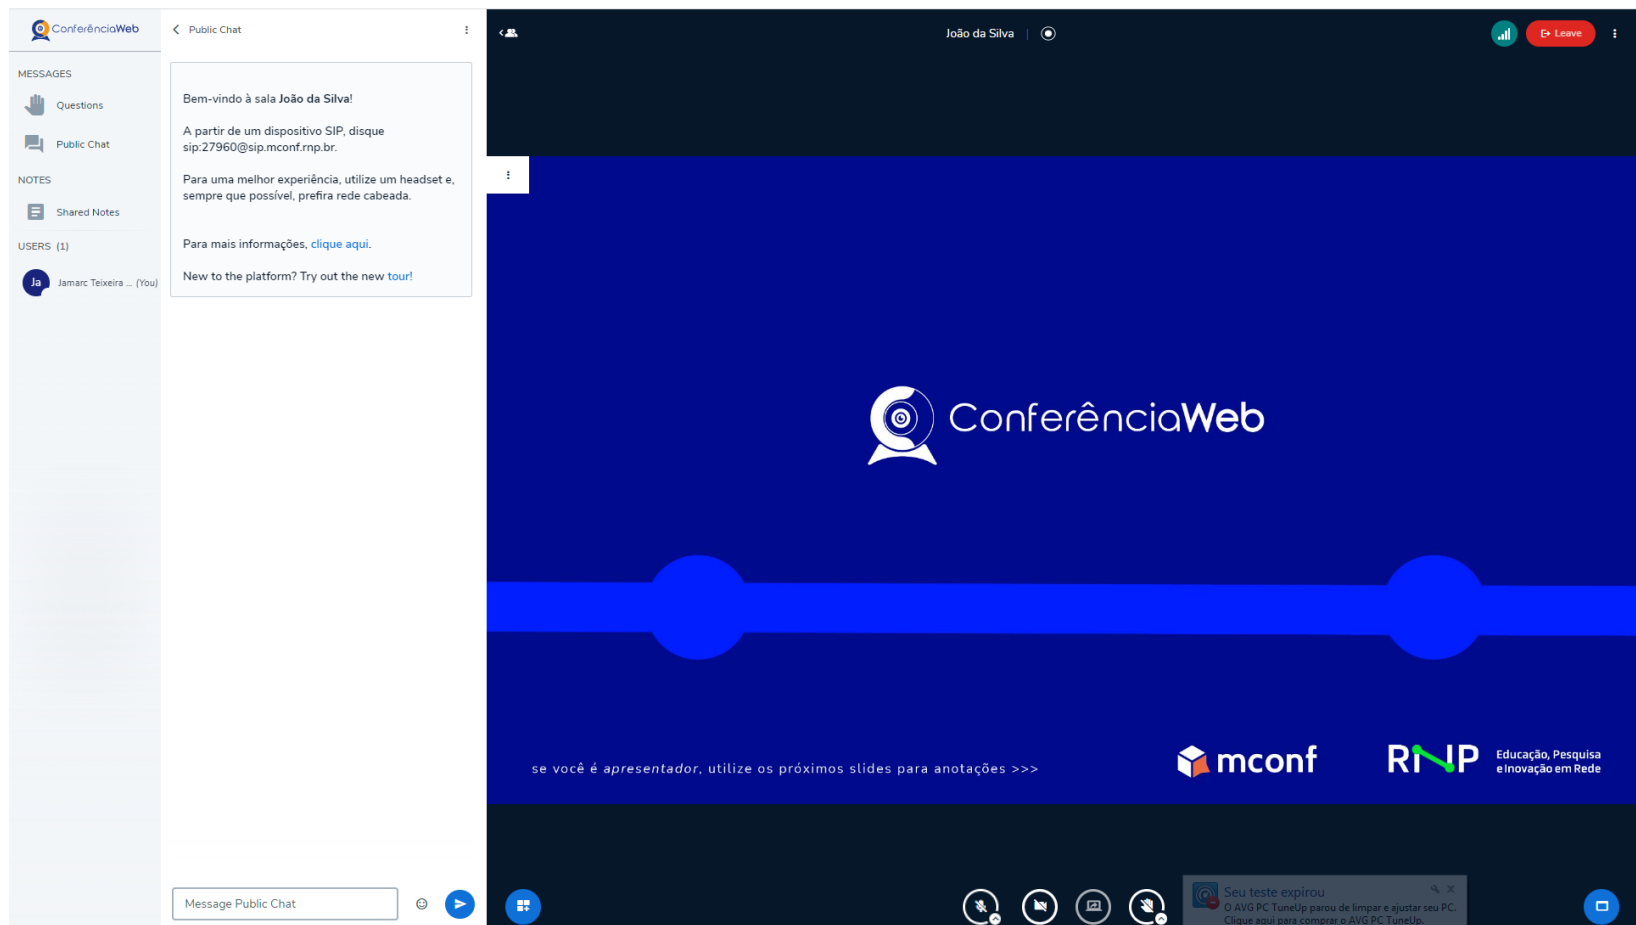 ConferênciaWeb
MESSAGES
Questions
Public Chat
NOTES
Shared Notes
USERS (1)
Ja
Jamarc Teixeira ... (You)
Public Chat
Bem-vindo à sala João da Silva!
A partir de um dispositivo SIP, disque
sip:27960@sip.mconf.rnp.br.
Para uma melhor experiência, utilize um headset e,
sempre que possível, prefira rede cabeada.
Para mais informações, clique aqui.
New to the platform? Try out the new tour!
Message Public Chat
João da Silva
Leave
ConferênciaWeb
se você é apresentador, utilize os próximos slides para anotações >>>
mconf
RNP
Educação, Pesquisa
e Inovação em Rede
Seu teste expirou
O AVG PC TuneUp parou de limpar e ajustar seu PC.
Clique aqui para comprar o AVG PC TuneUp.